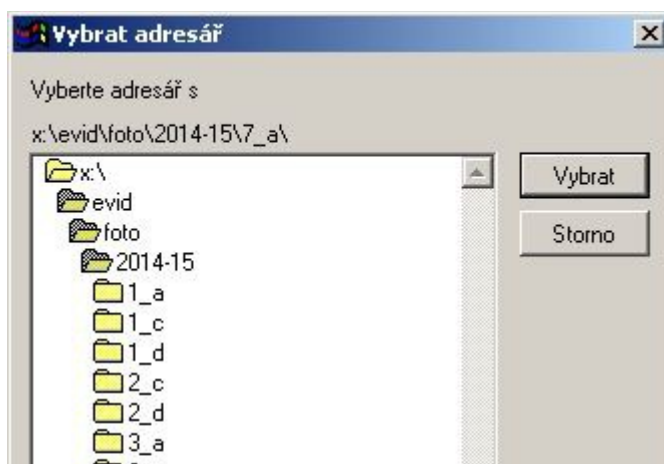 Vybrat adresář
Vyberte adresář s
x:\evid\foto\2014-15\7_a\
x:\
evid
foto
2014-15
1_a
1_c
1_d
2_c
2_d
3_a
Vybrat
Storno